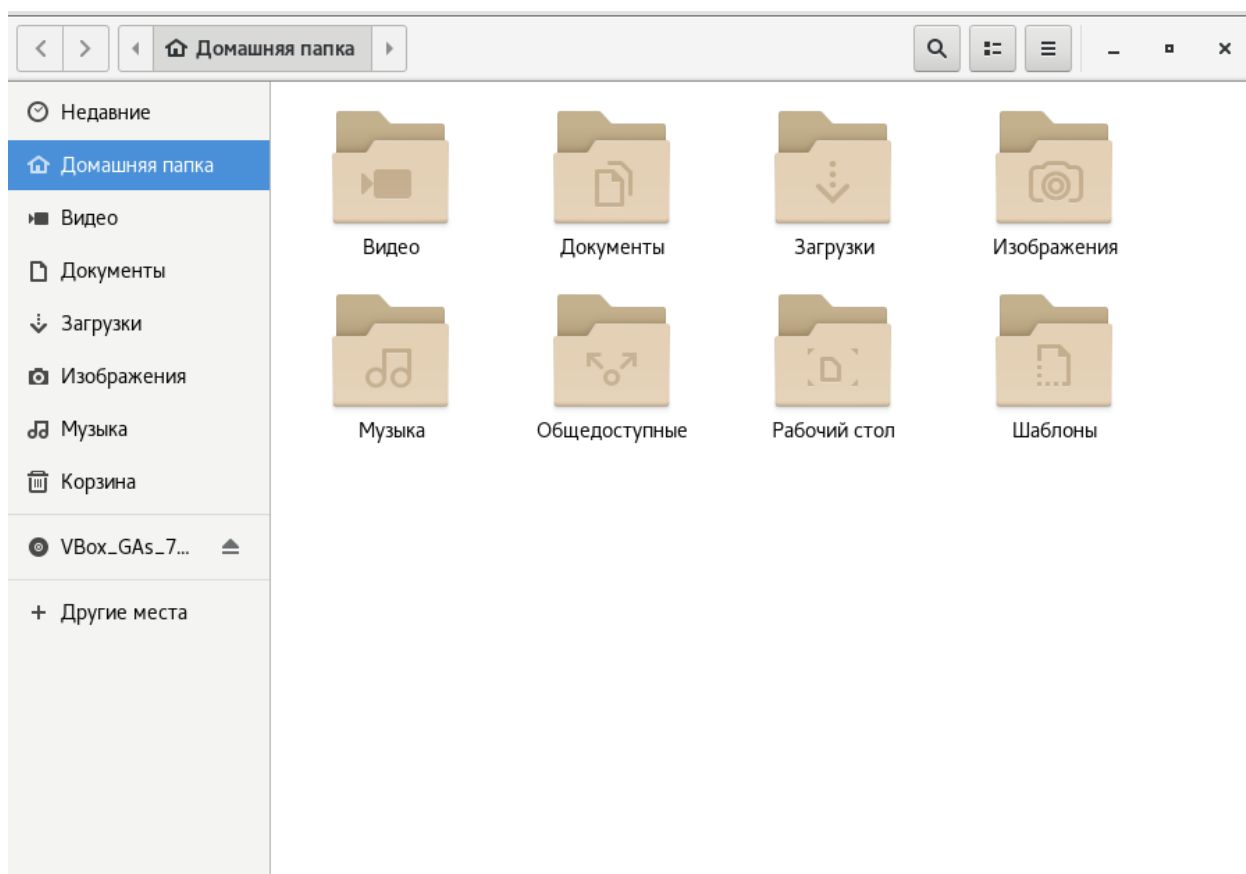 Домашняя папка
Недавние
Домашняя папка
Видео
Документы
Загрузки
Изображения
Музыка
Корзина
VBox_GAs_7...
Другие места
Видео
Документы
Загрузки
Изображения
Музыка
Общедоступные
Рабочий стол
Шаблоны